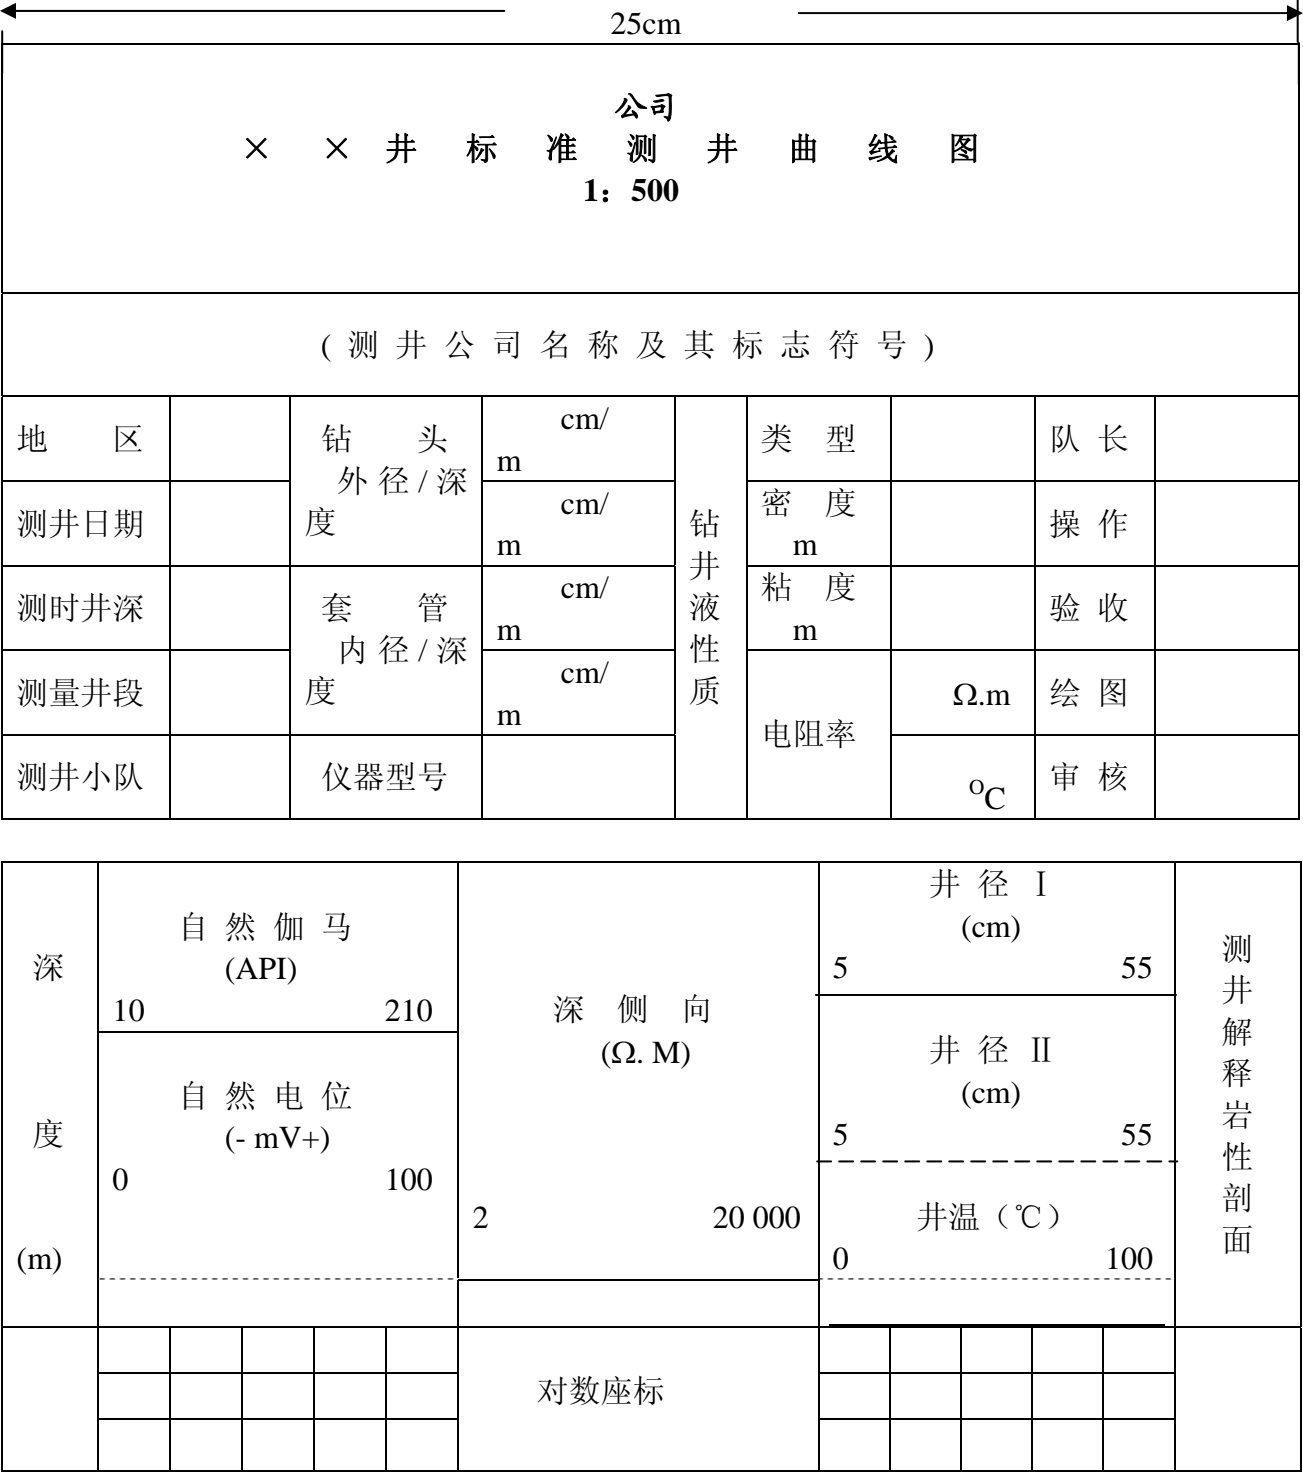 25cm
公司
× × 井 标 准 测 井 曲 线 图
1：500
( 测 井 公 司 名 称 及 其 标 志 符 号 )
地 区
钻 头
外 径 / 深
度
cm/
m
钻
井
液
性
质
类 型
队 长
测井日期
cm/
m
密 度
m
操 作
测时井深
套 管
内 径 / 深
度
cm/
m
粘 度
m
验 收
测量井段
cm/
m
电阻率
Ω.m
绘 图
测井小队
仪器型号
OC
审 核
深
度
(m)
自 然 伽 马
(API)
10 210
自 然 电 位
(- mV+)
0 100
深 侧 向
(Ω. M)
2 20 000
井 径 Ⅰ
(cm)
5 55
井 径 Ⅱ
(cm)
5 55
井温（℃）
0 100
测
井
解
释
岩
性
剖
面
对数座标